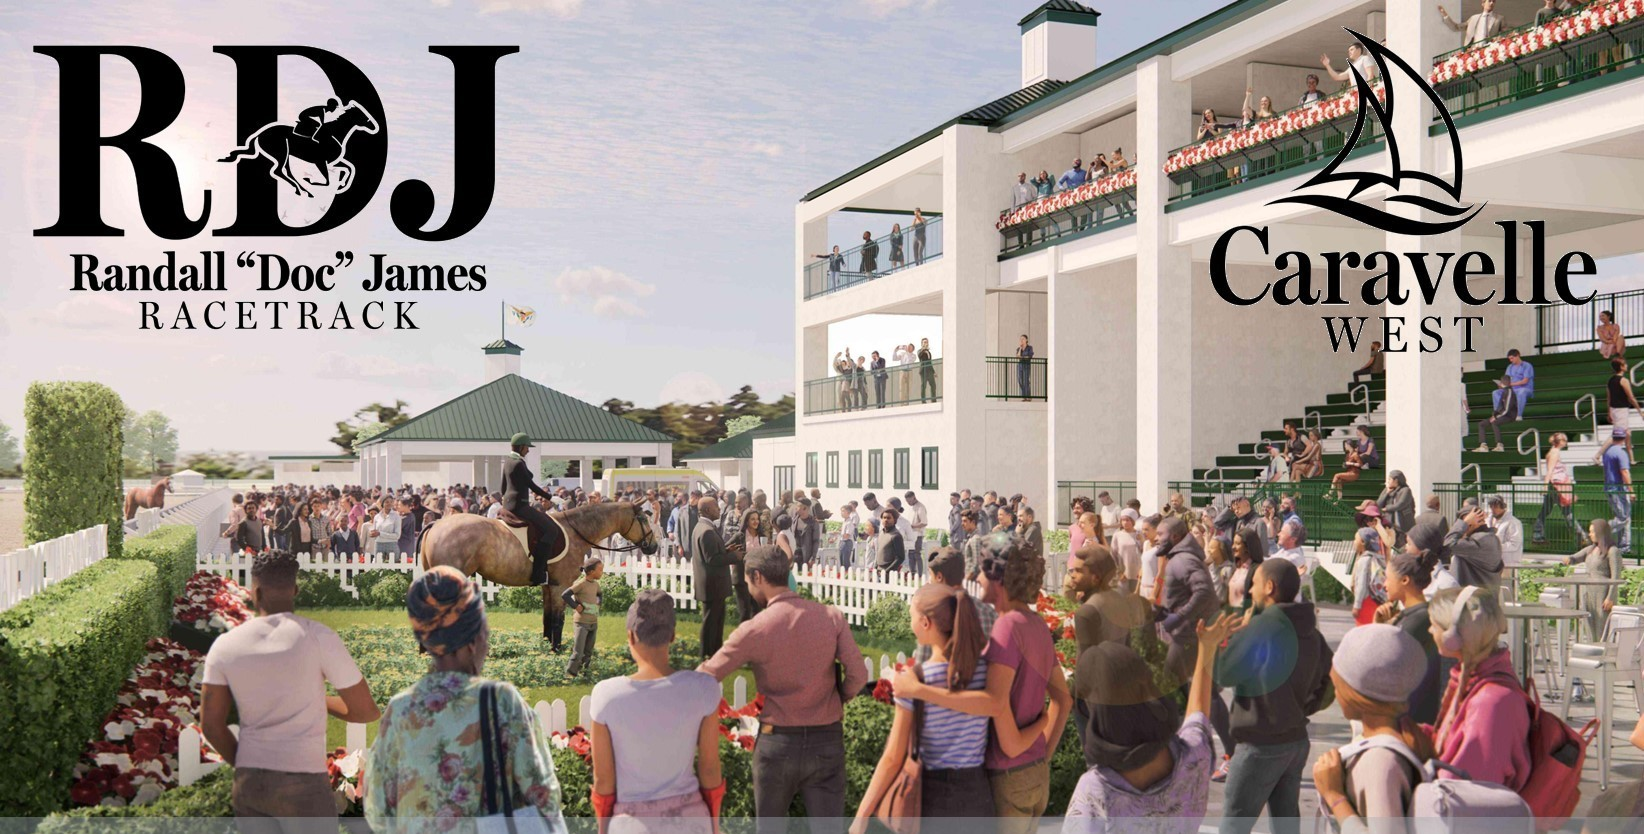 RDJ
Randall “Doc” James
RACETRACK
Caravelle
WEST